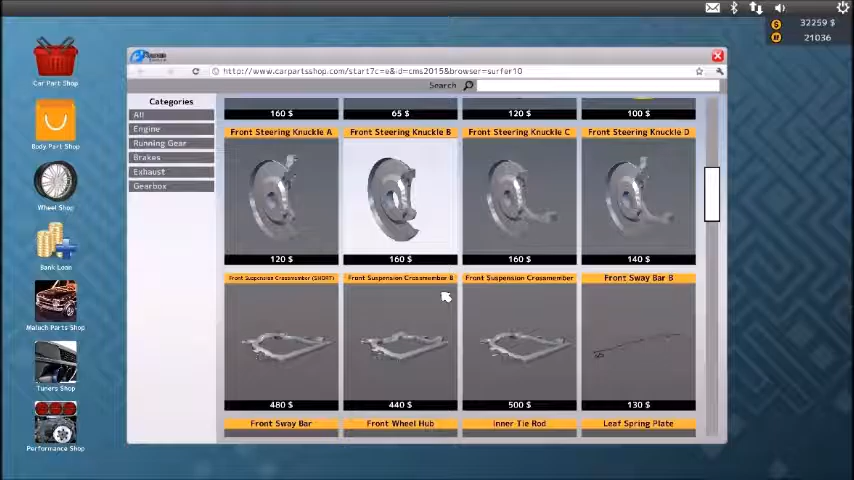 32259 $
21036
http://www.carpartsshop.com/start?c=e&id=cms2015&browser=surfer10
Search
Categories
All
Engine
Running Gear
Brakes
Exhaust
Gearbox
160 $
65 $
120 $
100 $
Front Steering Knuckle A
Front Steering Knuckle B
Front Steering Knuckle C
Front Steering Knuckle D
120 $
160 $
160 $
140 $
Front Suspension Crossmember (SHORT)
Front Suspension Crossmember B
Front Suspension Crossmember
Front Sway Bar B
480 $
440 $
500 $
130 $
Front Sway Bar
Front Wheel Hub
Inner Tie Rod
Leaf Spring Plate
Car Part Shop
Body Part Shop
Wheel Shop
Bank Loan
Maluch Parts Shop
Tuners Shop
Performance Shop